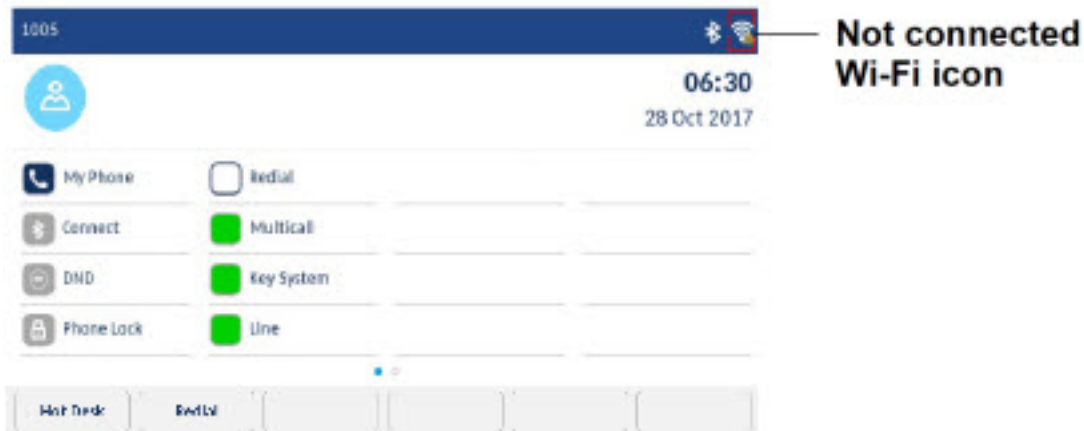 1005
Not connected
Wi-Fi icon
06:30
28 Oct 2017
My Phone Redial
Connect Multicall
DND Key System
Phone Lock Line
Hot Desk Redial